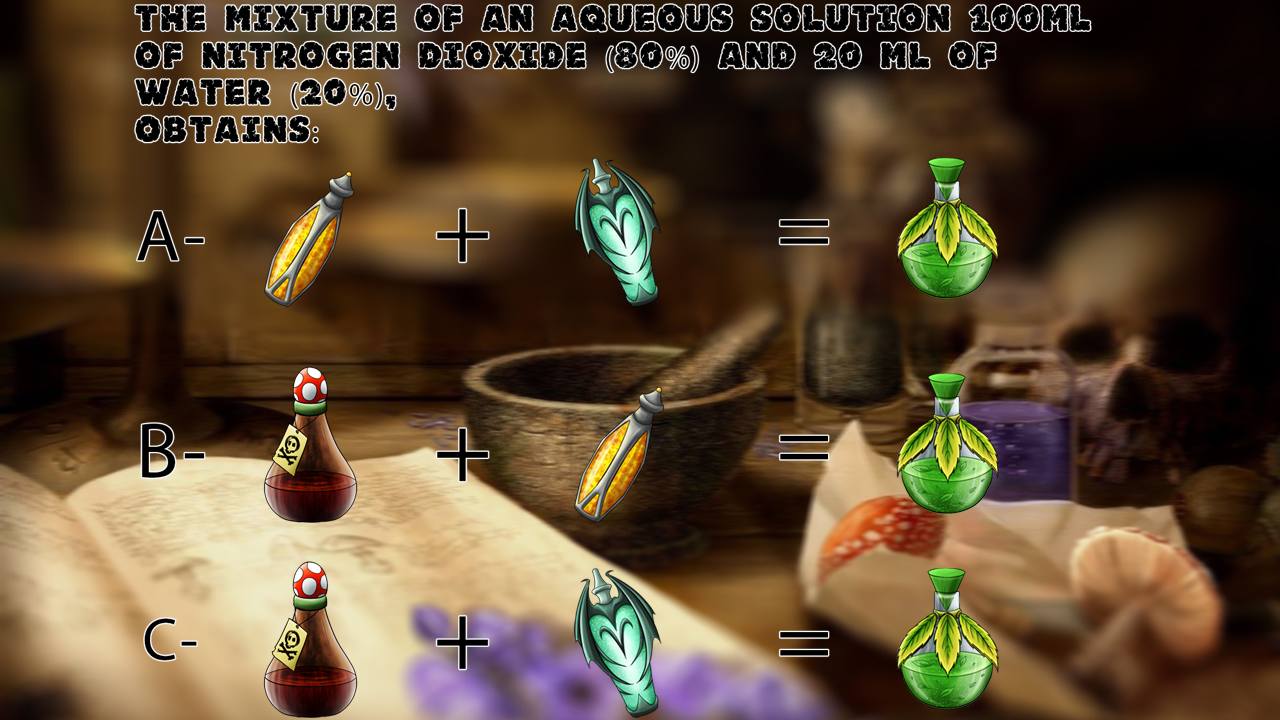 THE MIXTURE OF AN AQUEOUS SOLUTION 100ML
OF NITROGEN DIOXIDE (80%) AND 20 ML OF
WATER (20%),
OBTAINS:
A- + =
B- + =
C- + =